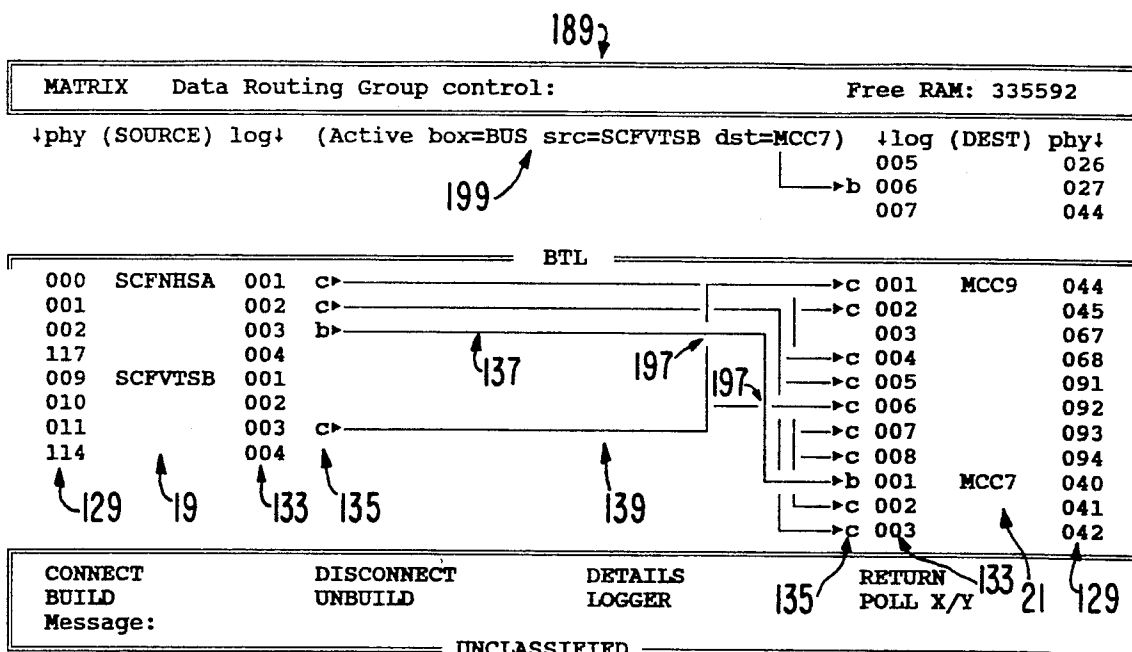 189
MATRIX Data Routing Group control: Free RAM: 335592
↓phy (SOURCE) log↓ (Active box=BUS src=SCFVTSB dst=MCC7) ↓log (DEST) phy↓
005 026
199 b 006 027
007 044
BTL
000 SCFNHSA 001 c c 001 MCC9 044
001 002 c c 002 045
002 003 b 003 067
117 004 137 197 c 004 068
009 SCFVTSB 001 197 c 005 091
010 002 c 006 092
011 003 c c 007 093
114 004 c 008 094
b 001 MCC7 040
129 19 133 135 139 c 002 041
c 003 042
CONNECT DISCONNECT DETAILS RETURN
BUILD UNBUILD LOGGER 135 POLL X/Y 133 21 129
Message:
UNCLASSIFIED